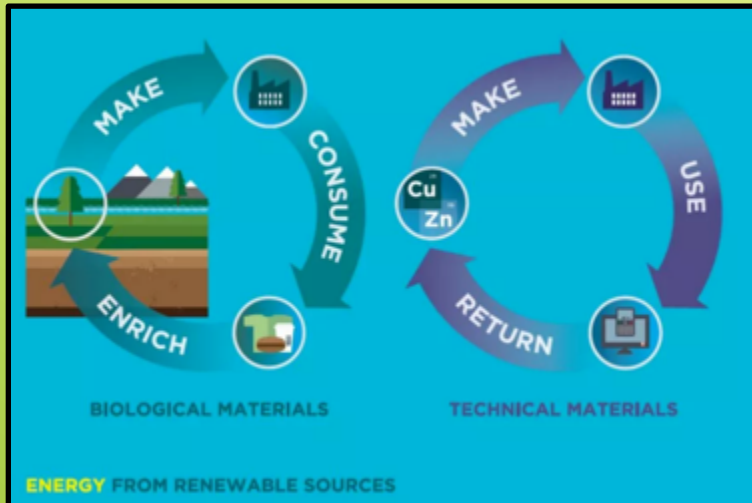 MAKE
CONSUME
ENRICH
BIOLOGICAL MATERIALS
MAKE
USE
RETURN
Cu
Zn
TECHNICAL MATERIALS
ENERGY FROM RENEWABLE SOURCES